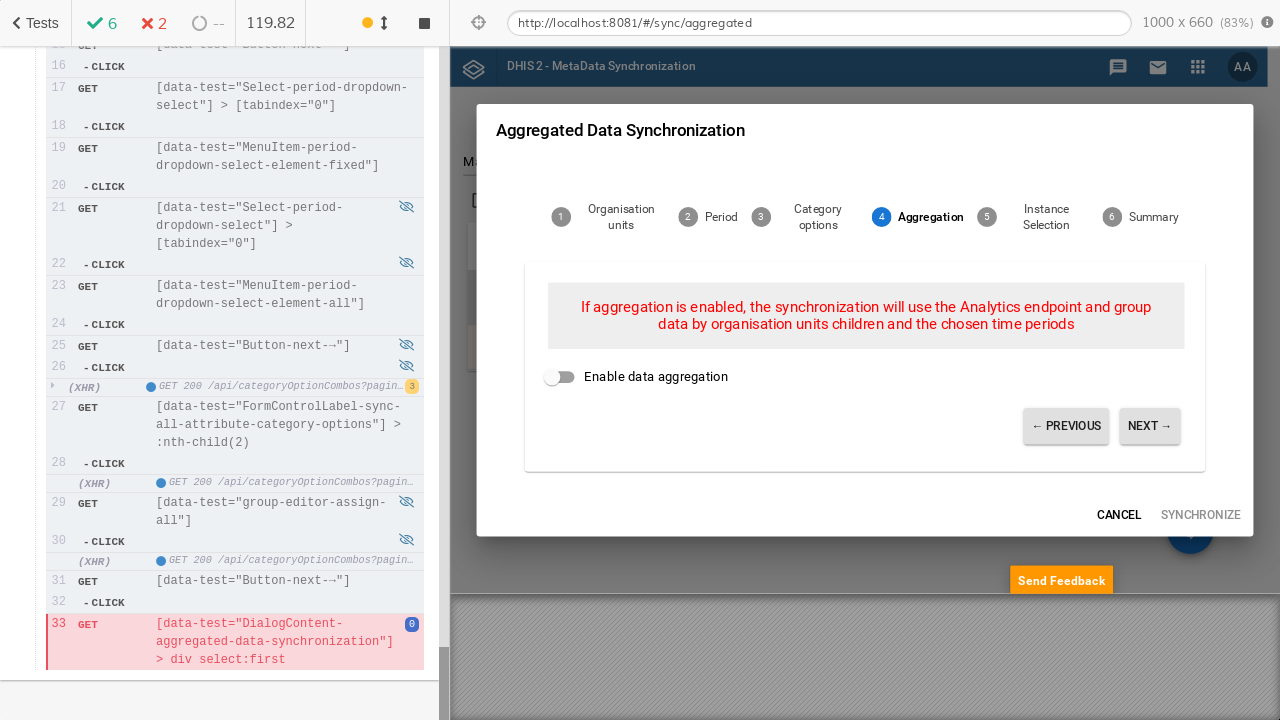 Tests
6
2
--
119.82
http://localhost:8081/#/sync/aggregated
1000 x 660 (83%)
16 - CLICK
17 GET [data-test="Select-period-dropdown-
select"] > [tabindex="0"]
18 - CLICK
19 GET [data-test="MenuItem-period-
dropdown-select-element-fixed"]
20 - CLICK
21 GET [data-test="Select-period-
dropdown-select"] >
[tabindex="0"]
22 - CLICK
23 GET [data-test="MenuItem-period-
dropdown-select-element-all"]
24 - CLICK
25 GET [data-test="Button-next-→"]
26 - CLICK
(XHR) GET 200 /api/categoryOptionCombos?pagin… 3
27 GET [data-test="FormControlLabel-sync-
all-attribute-category-options"] >
:nth-child(2)
28 - CLICK
(XHR) GET 200 /api/categoryOptionCombos?pagin…
29 GET [data-test="group-editor-assign-
all"]
30 - CLICK
(XHR) GET 200 /api/categoryOptionCombos?pagin…
31 GET [data-test="Button-next-→"]
32 - CLICK
33 GET [data-test="DialogContent- 0
aggregated-data-synchronization"]
> div select:first
DHIS 2 - MetaData Synchronization
AA
Aggregated Data Synchronization
1 Organisation units
2 Period
3 Category options
4 Aggregation
5 Instance Selection
6 Summary
If aggregation is enabled, the synchronization will use the Analytics endpoint and group
data by organisation units children and the chosen time periods
Enable data aggregation
← PREVIOUS
NEXT →
CANCEL
SYNCHRONIZE
Send Feedback